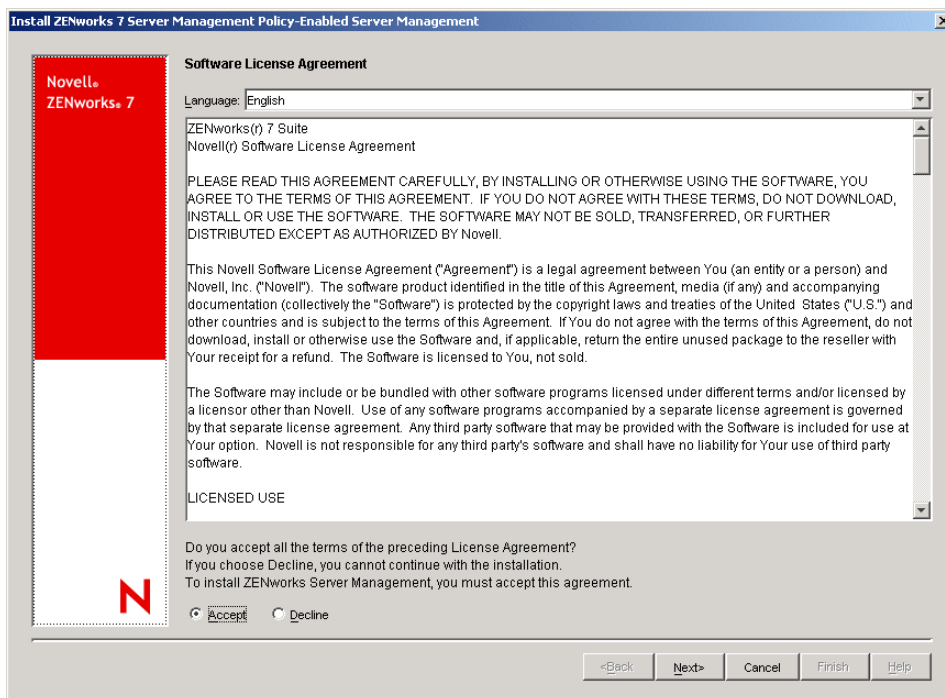 Install ZENworks 7 Server Management Policy-Enabled Server Management
Novell®
ZENworks® 7
Software License Agreement
Language: English
ZENworks(r) 7 Suite
Novell(r) Software License Agreement
PLEASE READ THIS AGREEMENT CAREFULLY, BY INSTALLING OR OTHERWISE USING THE SOFTWARE, YOU
AGREE TO THE TERMS OF THIS AGREEMENT. IF YOU DO NOT AGREE WITH THESE TERMS, DO NOT DOWNLOAD,
INSTALL OR USE THE SOFTWARE. THE SOFTWARE MAY NOT BE SOLD, TRANSFERRED, OR FURTHER
DISTRIBUTED EXCEPT AS AUTHORIZED BY Novell.
This Novell Software License Agreement ("Agreement") is a legal agreement between You (an entity or a person) and
Novell, Inc. ("Novell"). The software product identified in the title of this Agreement, media (if any) and accompanying
documentation (collectively the "Software") is protected by the copyright laws and treaties of the United States ("U.S.") and
other countries and is subject to the terms of this Agreement. If You do not agree with the terms of this Agreement, do not
download, install or otherwise use the Software and, if applicable, return the entire unused package to the reseller with
Your receipt for a refund. The Software is licensed to You, not sold.
The Software may include or be bundled with other software programs licensed under different terms and/or licensed by
a licensor other than Novell. Use of any software programs accompanied by a separate license agreement is governed
by that separate license agreement. Any third party software that may be provided with the Software is included for use at
Your option. Novell is not responsible for any third party's software and shall have no liability for Your use of third party
software.
LICENSED USE
Do you accept all the terms of the preceding License Agreement?
If you choose Decline, you cannot continue with the installation.
To install ZENworks Server Management, you must accept this agreement.
N
Accept Decline
<Back Next> Cancel Finish Help